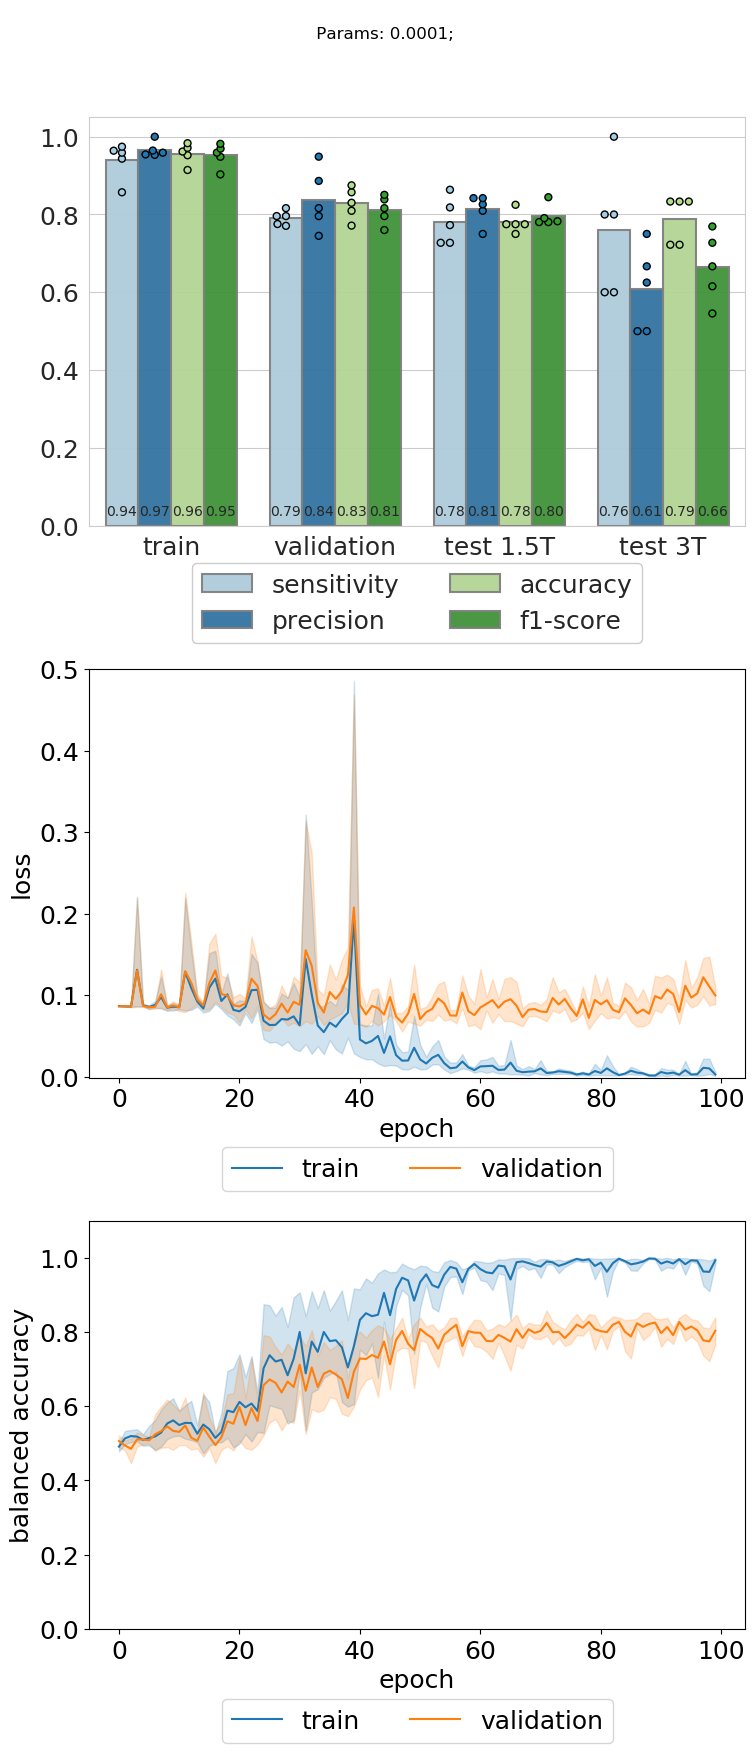 Params: 0.0001;
1.0
0.8
0.6
0.4
0.2
0.0
0.94 0.97 0.96 0.95 0.79 0.84 0.83 0.81 0.78 0.81 0.78 0.80 0.76 0.61 0.79 0.66
train validation test 1.5T test 3T
sensitivity accuracy
precision f1-score
0.5
0.4
0.3
0.2
0.1
0.0
loss
0 20 40 60 80 100
epoch
train validation
1.0
0.8
0.6
0.4
0.2
0.0
balanced accuracy
0 20 40 60 80 100
epoch
train validation